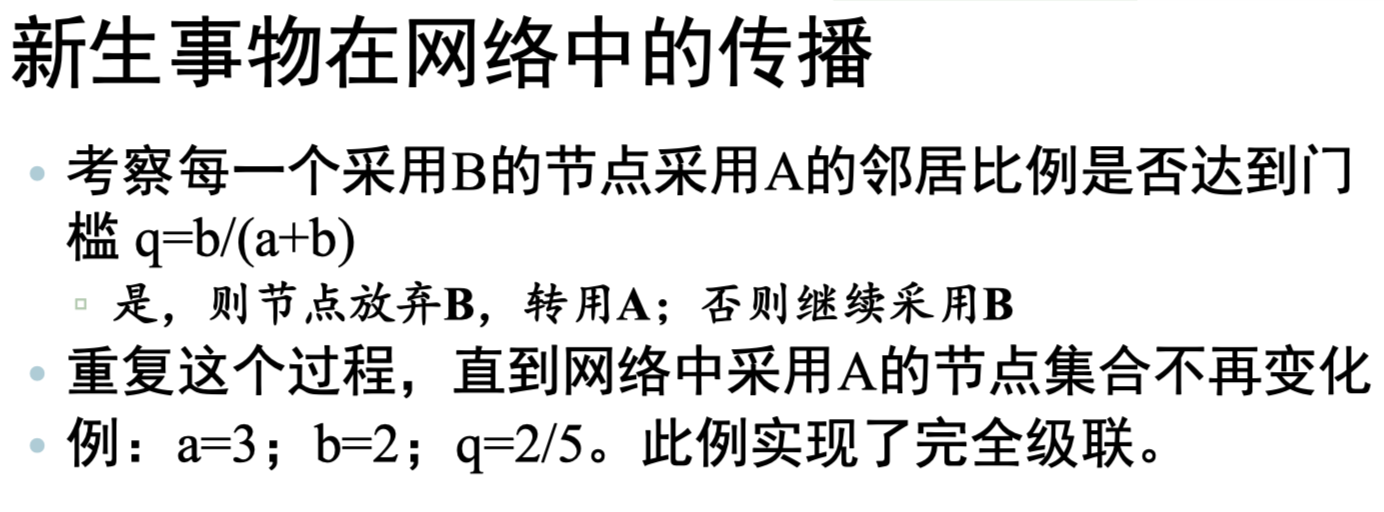 新生事物在网络中的传播
考察每一个采用B的节点采用A的邻居比例是否达到门
槛 q=b/(a+b)
是，则节点放弃B，转用A；否则继续采用B
重复这个过程，直到网络中采用A的节点集合不再变化
例：a=3；b=2；q=2/5。此例实现了完全级联。